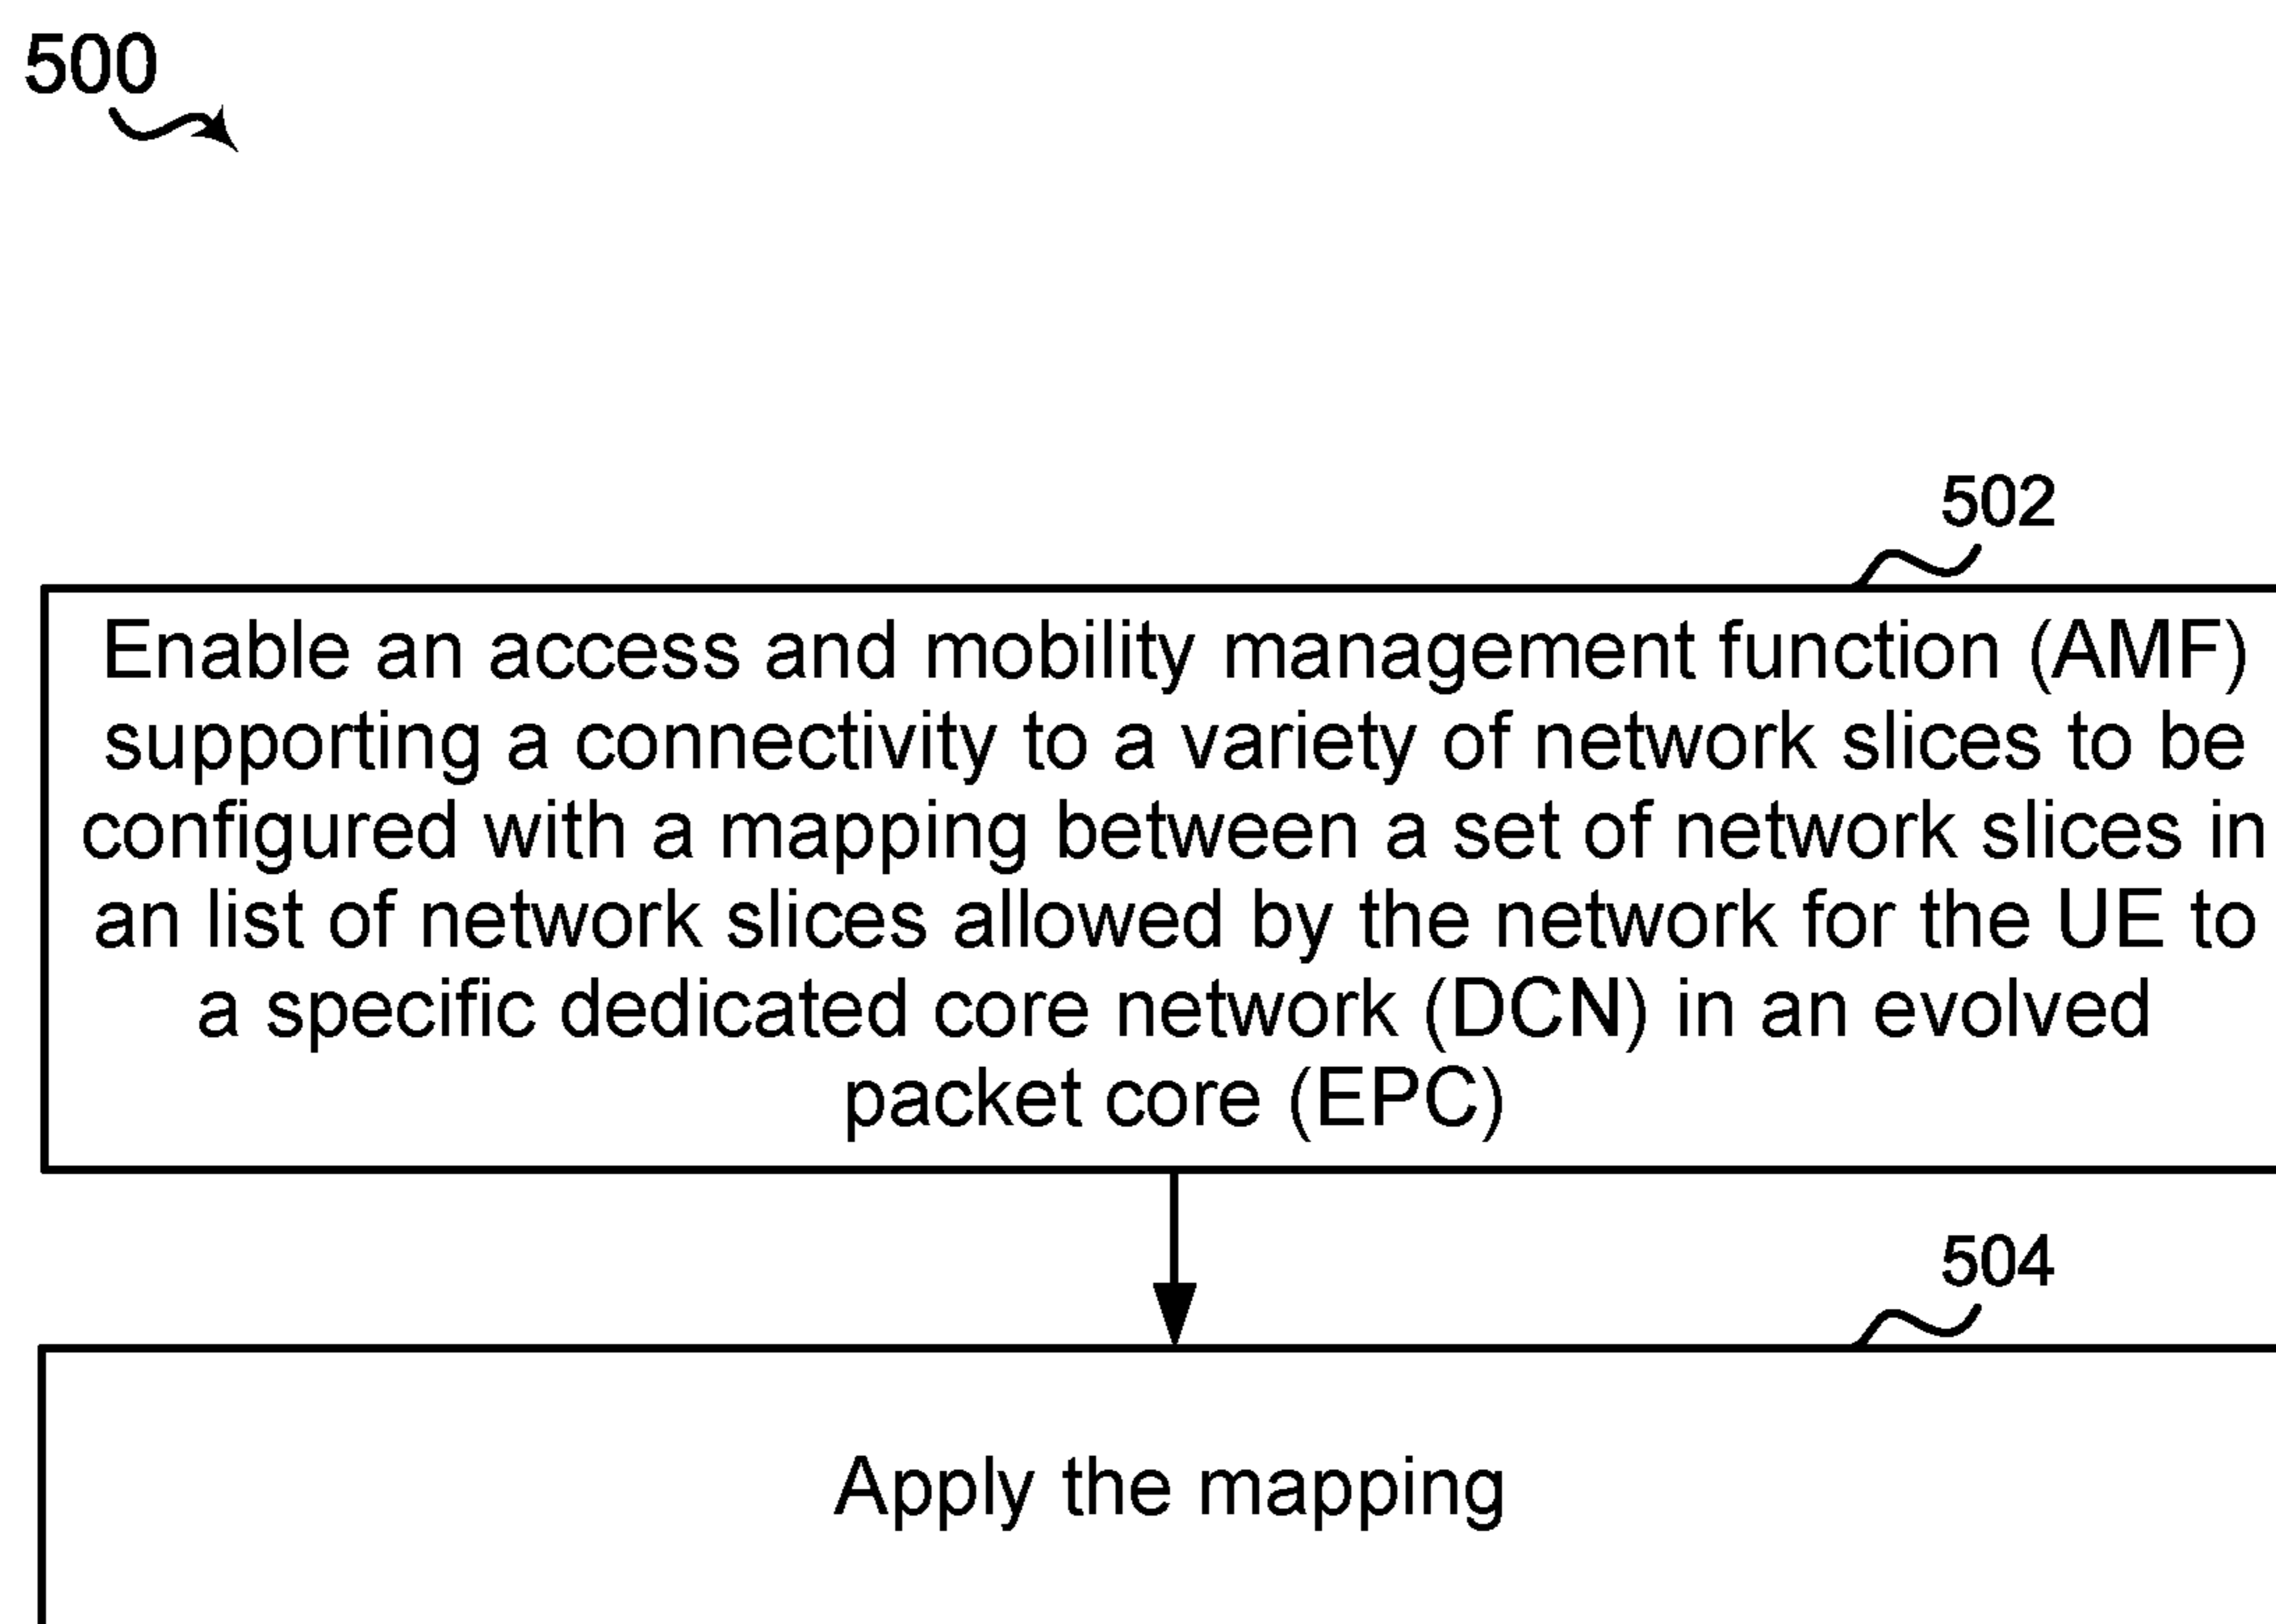 500
502
Enable an access and mobility management function (AMF)
supporting a connectivity to a variety of network slices to be
configured with a mapping between a set of network slices in
an list of network slices allowed by the network for the UE to
a specific dedicated core network (DCN) in an evolved
packet core (EPC)
504
Apply the mapping